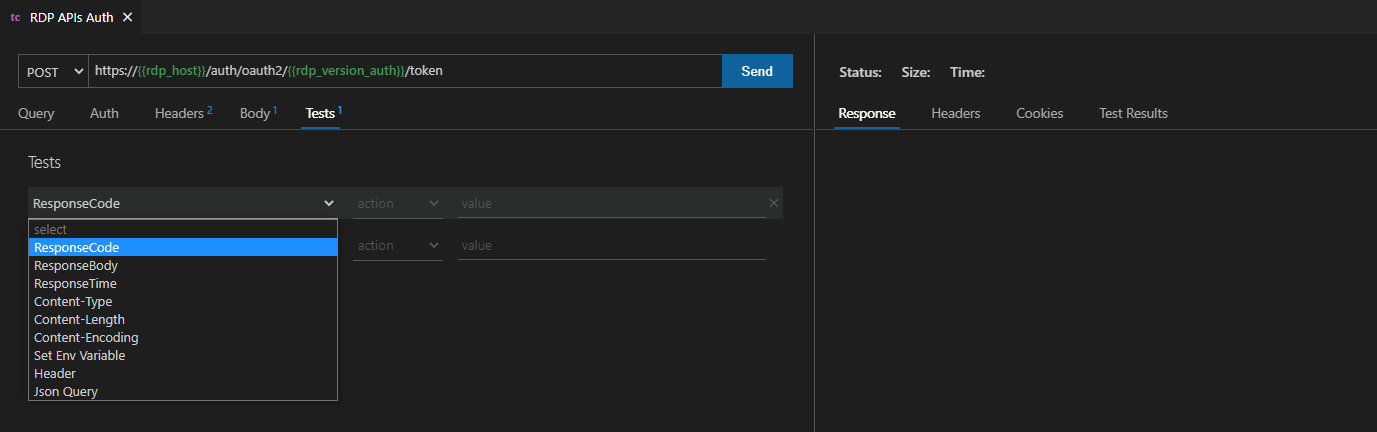 tc RDP APIs Auth ×
POST https://{{rdp_host}}/auth/oauth2/{{rdp_version_auth}}/token Send
Status: Size: Time:
Query Auth Headers 2 Body 1 Tests 1
Response Headers Cookies Test Results
Tests
ResponseCode action value ×
select
action value
ResponseCode
ResponseBody
ResponseTime
Content-Type
Content-Length
Content-Encoding
Set Env Variable
Header
Json Query